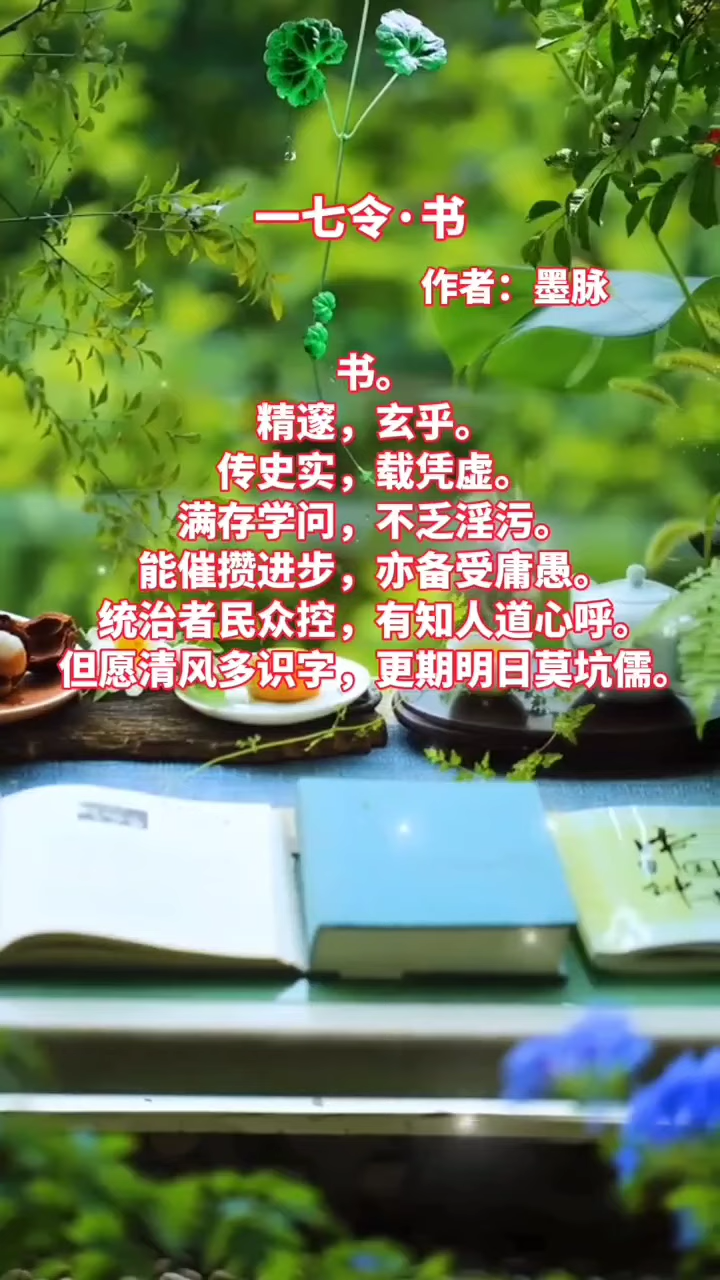 一七令·书
作者：墨脉
书。
精邃，玄乎。
传史实，载凭虚。
满存学问，不乏淫污。
能催攒进步，亦备受庸愚。
统治者民众控，有知人道心呼。
但愿清风多识字，更期明日莫坑儒。